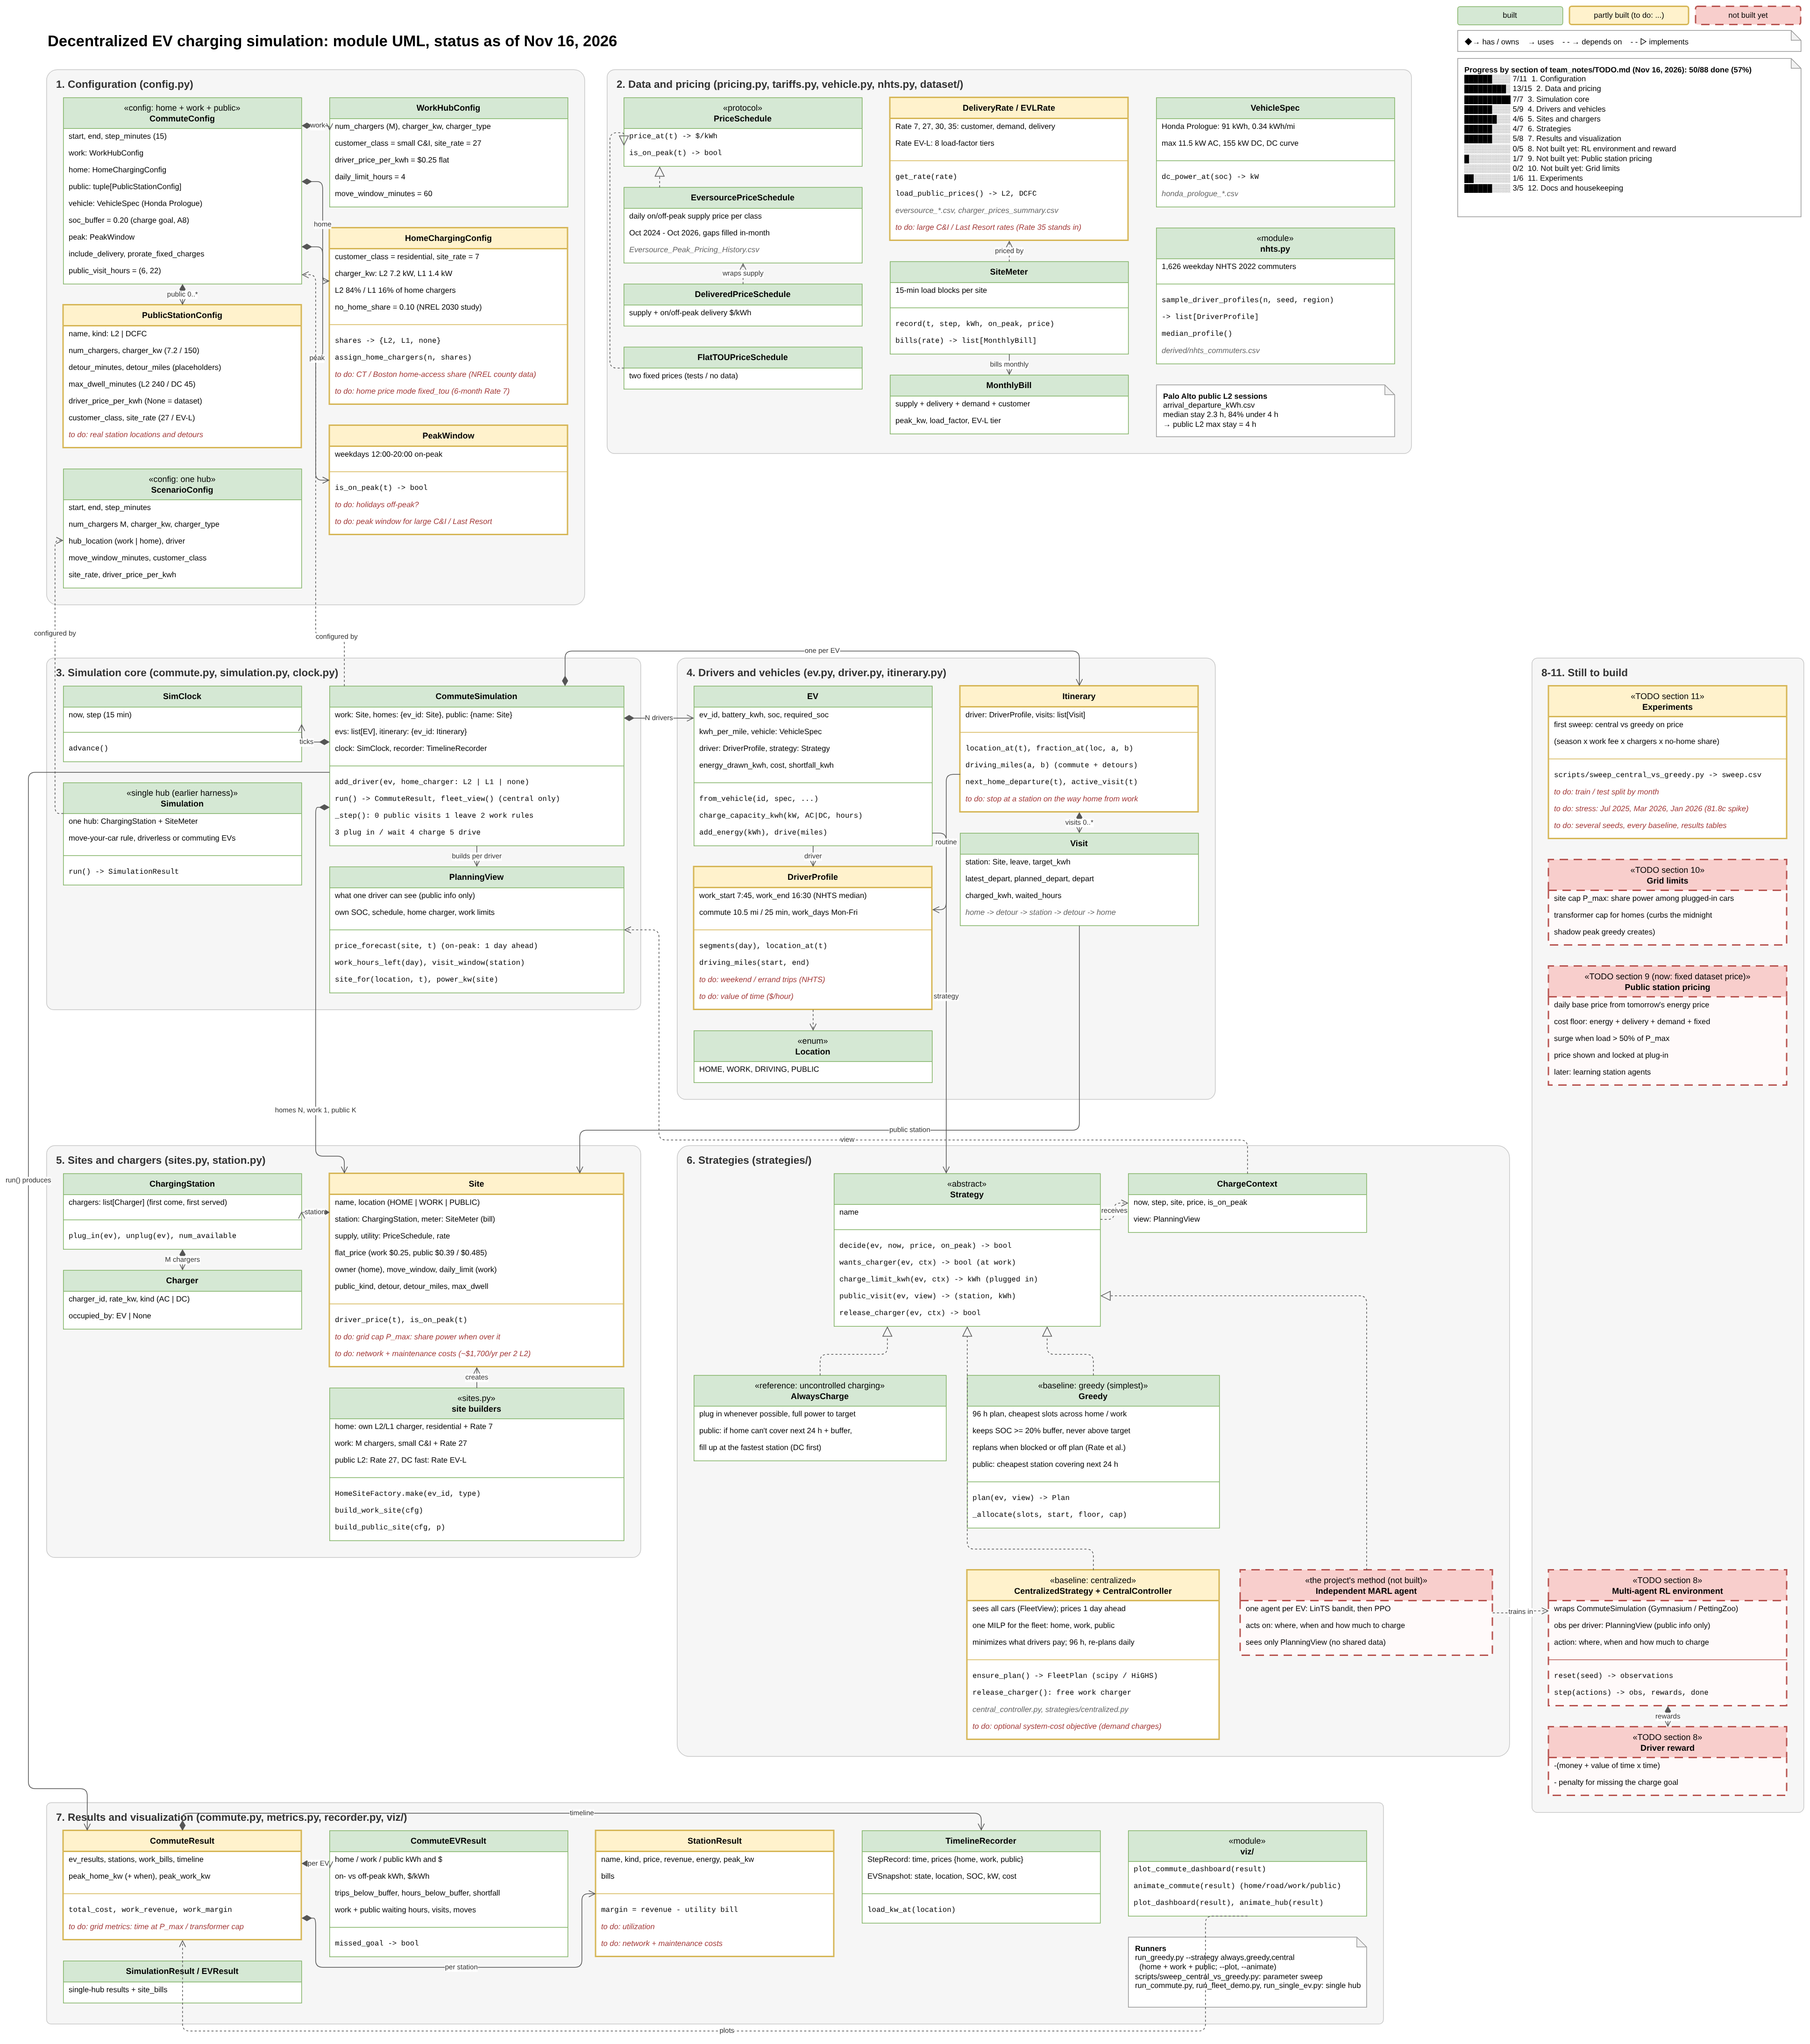 built
partly built (to do: ...)
not built yet
◆→ has / owns → uses - - → depends on - - ▷ implements
Decentralized EV charging simulation: module UML, status as of Nov 16, 2026
Progress by section of team_notes/TODO.md (Nov 16, 2026): 50/88 done (57%)
7/11 1. Configuration
13/15 2. Data and pricing
7/7 3. Simulation core
5/9 4. Drivers and vehicles
4/6 5. Sites and chargers
4/7 6. Strategies
5/8 7. Results and visualization
0/5 8. Not built yet: RL environment and reward
1/7 9. Not built yet: Public station pricing
0/2 10. Not built yet: Grid limits
1/6 11. Experiments
3/5 12. Docs and housekeeping
1. Configuration (config.py)
«config: home + work + public»
CommuteConfig
start, end, step_minutes (15)
work: WorkHubConfig
home: HomeChargingConfig
public: tuple[PublicStationConfig]
vehicle: VehicleSpec (Honda Prologue)
soc_buffer = 0.20 (charge goal, A8)
peak: PeakWindow
include_delivery, prorate_fixed_charges
public_visit_hours = (6, 22)
work
home
peak
public 0..*
WorkHubConfig
num_chargers (M), charger_kw, charger_type
customer_class = small C&I, site_rate = 27
driver_price_per_kwh = $0.25 flat
daily_limit_hours = 4
move_window_minutes = 60
HomeChargingConfig
customer_class = residential, site_rate = 7
charger_kw: L2 7.2 kW, L1 1.4 kW
L2 84% / L1 16% of home chargers
no_home_share = 0.10 (NREL 2030 study)
shares -> {L2, L1, none}
assign_home_chargers(n, shares)
to do: CT / Boston home-access share (NREL county data)
to do: home price mode fixed_tou (6-month Rate 7)
PublicStationConfig
name, kind: L2 | DCFC
num_chargers, charger_kw (7.2 / 150)
detour_minutes, detour_miles (placeholders)
max_dwell_minutes (L2 240 / DC 45)
driver_price_per_kwh (None = dataset)
customer_class, site_rate (27 / EV-L)
to do: real station locations and detours
PeakWindow
weekdays 12:00-20:00 on-peak
is_on_peak(t) -> bool
to do: holidays off-peak?
to do: peak window for large C&I / Last Resort
«config: one hub»
ScenarioConfig
start, end, step_minutes
num_chargers M, charger_kw, charger_type
hub_location (work | home), driver
move_window_minutes, customer_class
site_rate, driver_price_per_kwh
configured by
configured by
2. Data and pricing (pricing.py, tariffs.py, vehicle.py, nhts.py, dataset/)
«protocol»
PriceSchedule
price_at(t) -> $/kWh
is_on_peak(t) -> bool
EversourcePriceSchedule
daily on/off-peak supply price per class
Oct 2024 - Oct 2026, gaps filled in-month
Eversource_Peak_Pricing_History.csv
wraps supply
DeliveredPriceSchedule
supply + on/off-peak delivery $/kWh
FlatTOUPriceSchedule
two fixed prices (tests / no data)
DeliveryRate / EVLRate
Rate 7, 27, 30, 35: customer, demand, delivery
Rate EV-L: 8 load-factor tiers
get_rate(rate)
load_public_prices() -> L2, DCFC
eversource_*.csv, charger_prices_summary.csv
to do: large C&I / Last Resort rates (Rate 35 stands in)
priced by
SiteMeter
15-min load blocks per site
record(t, step, kWh, on_peak, price)
bills(rate) -> list[MonthlyBill]
bills monthly
MonthlyBill
supply + delivery + demand + customer
peak_kw, load_factor, EV-L tier
VehicleSpec
Honda Prologue: 91 kWh, 0.34 kWh/mi
max 11.5 kW AC, 155 kW DC, DC curve
dc_power_at(soc) -> kW
honda_prologue_*.csv
«module»
nhts.py
1,626 weekday NHTS 2022 commuters
sample_driver_profiles(n, seed, region)
-> list[DriverProfile]
median_profile()
derived/nhts_commuters.csv
Palo Alto public L2 sessions
arrival_departure_kWh.csv
median stay 2.3 h, 84% under 4 h
→ public L2 max stay = 4 h
3. Simulation core (commute.py, simulation.py, clock.py)
SimClock
now, step (15 min)
advance()
ticks
«single hub (earlier harness)»
Simulation
one hub: ChargingStation + SiteMeter
move-your-car rule, driverless or commuting EVs
run() -> SimulationResult
CommuteSimulation
work: Site, homes: {ev_id: Site}, public: {name: Site}
evs: list[EV], itinerary: {ev_id: Itinerary}
clock: SimClock, recorder: TimelineRecorder
add_driver(ev, home_charger: L2 | L1 | none)
run() -> CommuteResult, fleet_view() (central only)
_step(): 0 public visits 1 leave 2 work rules
3 plug in / wait 4 charge 5 drive
builds per driver
PlanningView
what one driver can see (public info only)
own SOC, schedule, home charger, work limits
price_forecast(site, t) (on-peak: 1 day ahead)
work_hours_left(day), visit_window(station)
site_for(location, t), power_kw(site)
one per EV
N drivers
homes N, work 1, public K
run() produces
4. Drivers and vehicles (ev.py, driver.py, itinerary.py)
EV
ev_id, battery_kwh, soc, required_soc
kwh_per_mile, vehicle: VehicleSpec
driver: DriverProfile, strategy: Strategy
energy_drawn_kwh, cost, shortfall_kwh
from_vehicle(id, spec, ...)
charge_capacity_kwh(kW, AC|DC, hours)
add_energy(kWh), drive(miles)
driver
routine
strategy
DriverProfile
work_start 7:45, work_end 16:30 (NHTS median)
commute 10.5 mi / 25 min, work_days Mon-Fri
segments(day), location_at(t)
driving_miles(start, end)
to do: weekend / errand trips (NHTS)
to do: value of time ($/hour)
«enum»
Location
HOME, WORK, DRIVING, PUBLIC
Itinerary
driver: DriverProfile, visits: list[Visit]
location_at(t), fraction_at(loc, a, b)
driving_miles(a, b) (commute + detours)
next_home_departure(t), active_visit(t)
to do: stop at a station on the way home from work
visits 0..*
Visit
station: Site, leave, target_kwh
latest_depart, planned_depart, depart
charged_kwh, waited_hours
home -> detour -> station -> detour -> home
public station
view
8-11. Still to build
«TODO section 11»
Experiments
first sweep: central vs greedy on price
(season x work fee x chargers x no-home share)
scripts/sweep_central_vs_greedy.py -> sweep.csv
to do: train / test split by month
to do: stress: Jul 2025, Mar 2026, Jan 2026 (81.8c spike)
to do: several seeds, every baseline, results tables
«TODO section 10»
Grid limits
site cap P_max: share power among plugged-in cars
transformer cap for homes (curbs the midnight
shadow peak greedy creates)
«TODO section 9 (now: fixed dataset price)»
Public station pricing
daily base price from tomorrow's energy price
cost floor: energy + delivery + demand + fixed
surge when load > 50% of P_max
price shown and locked at plug-in
later: learning station agents
«TODO section 8»
Multi-agent RL environment
wraps CommuteSimulation (Gymnasium / PettingZoo)
obs per driver: PlanningView (public info only)
action: where, when and how much to charge
reset(seed) -> observations
step(actions) -> obs, rewards, done
rewards
«TODO section 8»
Driver reward
-(money + value of time x time)
- penalty for missing the charge goal
5. Sites and chargers (sites.py, station.py)
ChargingStation
chargers: list[Charger] (first come, first served)
plug_in(ev), unplug(ev), num_available
station
M chargers
Charger
charger_id, rate_kw, kind (AC | DC)
occupied_by: EV | None
Site
name, location (HOME | WORK | PUBLIC)
station: ChargingStation, meter: SiteMeter (bill)
supply, utility: PriceSchedule, rate
flat_price (work $0.25, public $0.39 / $0.485)
owner (home), move_window, daily_limit (work)
public_kind, detour, detour_miles, max_dwell
driver_price(t), is_on_peak(t)
to do: grid cap P_max: share power when over it
to do: network + maintenance costs (~$1,700/yr per 2 L2)
creates
«sites.py»
site builders
home: own L2/L1 charger, residential + Rate 7
work: M chargers, small C&I + Rate 27
public L2: Rate 27, DC fast: Rate EV-L
HomeSiteFactory.make(ev_id, type)
build_work_site(cfg)
build_public_site(cfg, p)
6. Strategies (strategies/)
«abstract»
Strategy
name
decide(ev, now, price, on_peak) -> bool
wants_charger(ev, ctx) -> bool (at work)
charge_limit_kwh(ev, ctx) -> kWh (plugged in)
public_visit(ev, view) -> (station, kWh)
release_charger(ev, ctx) -> bool
receives
ChargeContext
now, step, site, price, is_on_peak
view: PlanningView
«reference: uncontrolled charging»
AlwaysCharge
plug in whenever possible, full power to target
public: if home can't cover next 24 h + buffer,
fill up at the fastest station (DC first)
«baseline: greedy (simplest)»
Greedy
96 h plan, cheapest slots across home / work
keeps SOC >= 20% buffer, never above target
replans when blocked or off plan (Rate et al.)
public: cheapest station covering next 24 h
plan(ev, view) -> Plan
_allocate(slots, start, floor, cap)
«baseline: centralized»
CentralizedStrategy + CentralController
sees all cars (FleetView); prices 1 day ahead
one MILP for the fleet: home, work, public
minimizes what drivers pay; 96 h, re-plans daily
ensure_plan() -> FleetPlan (scipy / HiGHS)
release_charger(): free work charger
central_controller.py, strategies/centralized.py
to do: optional system-cost objective (demand charges)
«the project's method (not built)»
Independent MARL agent
one agent per EV: LinTS bandit, then PPO
acts on: where, when and how much to charge
sees only PlanningView (no shared data)
trains in
7. Results and visualization (commute.py, metrics.py, recorder.py, viz/)
timeline
CommuteResult
ev_results, stations, work_bills, timeline
peak_home_kw (+ when), peak_work_kw
total_cost, work_revenue, work_margin
to do: grid metrics: time at P_max / transformer cap
per EV
SimulationResult / EVResult
single-hub results + site_bills
CommuteEVResult
home / work / public kWh and $
on- vs off-peak kWh, $/kWh
trips_below_buffer, hours_below_buffer, shortfall
work + public waiting hours, visits, moves
missed_goal -> bool
per station
StationResult
name, kind, price, revenue, energy, peak_kw
bills
margin = revenue - utility bill
to do: utilization
to do: network + maintenance costs
TimelineRecorder
StepRecord: time, prices {home, work, public}
EVSnapshot: state, location, SOC, kW, cost
load_kw_at(location)
«module»
viz/
plot_commute_dashboard(result)
animate_commute(result) (home/road/work/public)
plot_dashboard(result), animate_hub(result)
Runners
run_greedy.py --strategy always,greedy,central
(home + work + public; --plot, --animate)
scripts/sweep_central_vs_greedy.py: parameter sweep
run_commute.py, run_fleet_demo.py, run_single_ev.py: single hub
plots